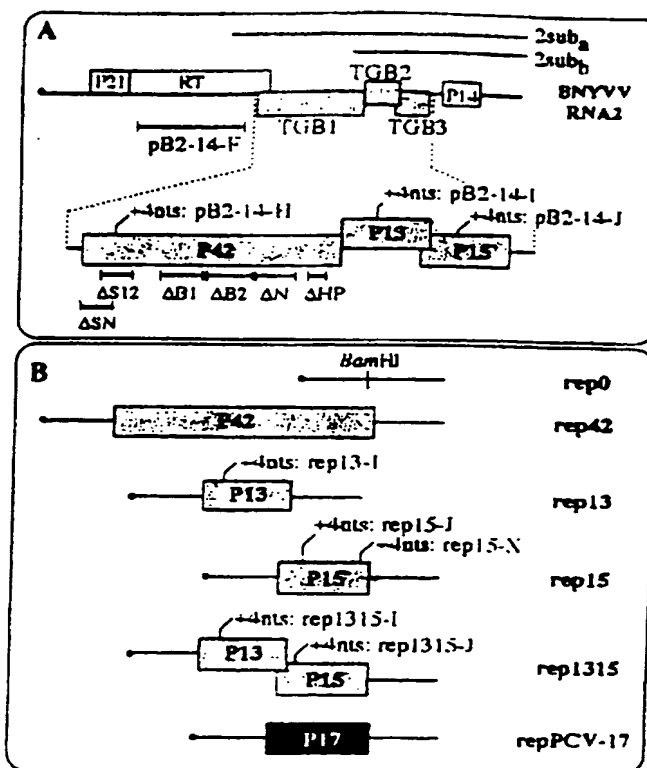 A
2sub_a
2sub_b
P21 RT TGB2 P14 BNYVV
RNA2
TGB1 TGB3
pB2-14-F
+4nts: pB2-14-H +4nts: pB2-14-I
+4nts: pB2-14-J
P42 P13 P15
ΔS12 ΔB1 ΔB2 ΔN ΔHP
ΔSN
B
BamHI
rep0
P42 rep42
+4nts: rep13-I
P13 rep13
+4nts: rep15-J
+4nts: rep15-X
P15 rep15
+4nts: rep1315-I
+4nts: rep1315-J
P13
P15 rep1315
P17 repPCV-17